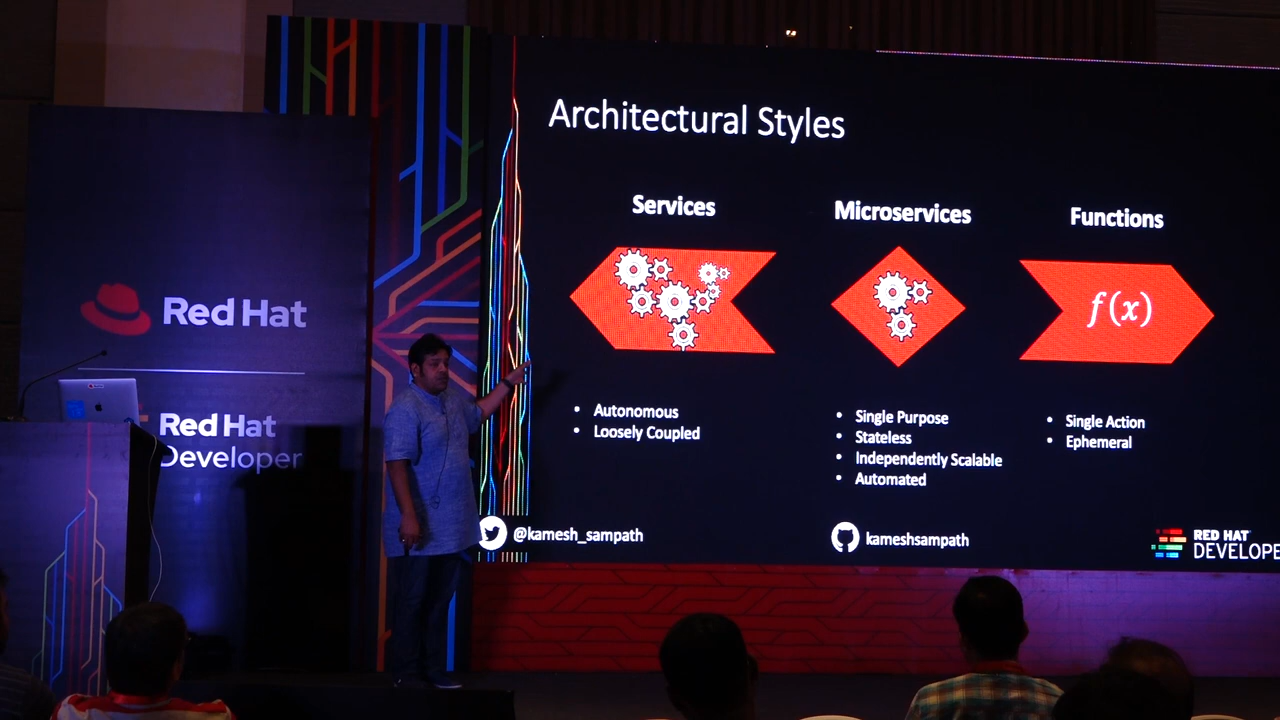 Architectural Styles
Services
Microservices
Functions
f(x)
• Autonomous
• Loosely Coupled
• Single Purpose
• Stateless
• Independently Scalable
• Automated
• Single Action
• Ephemeral
@kamesh_sampath
kameshsampath
RED HAT
DEVELOPE
Red Hat
Red Hat
Developer